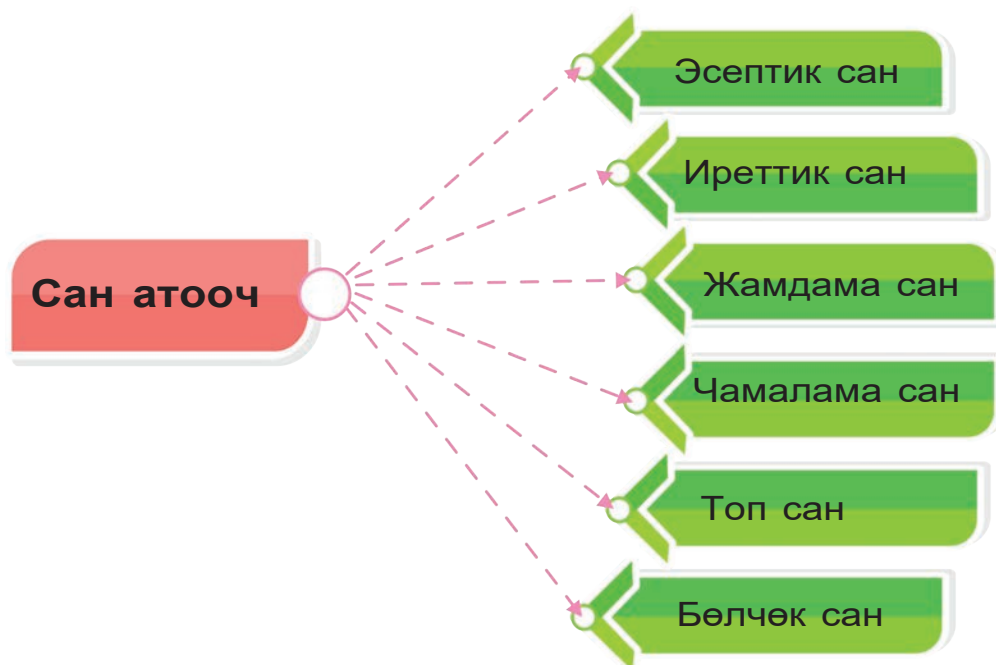 Сан атооч
Эсептик сан
Иреттик сан
Жамдама сан
Чамалама сан
Топ сан
Бөлчөк сан